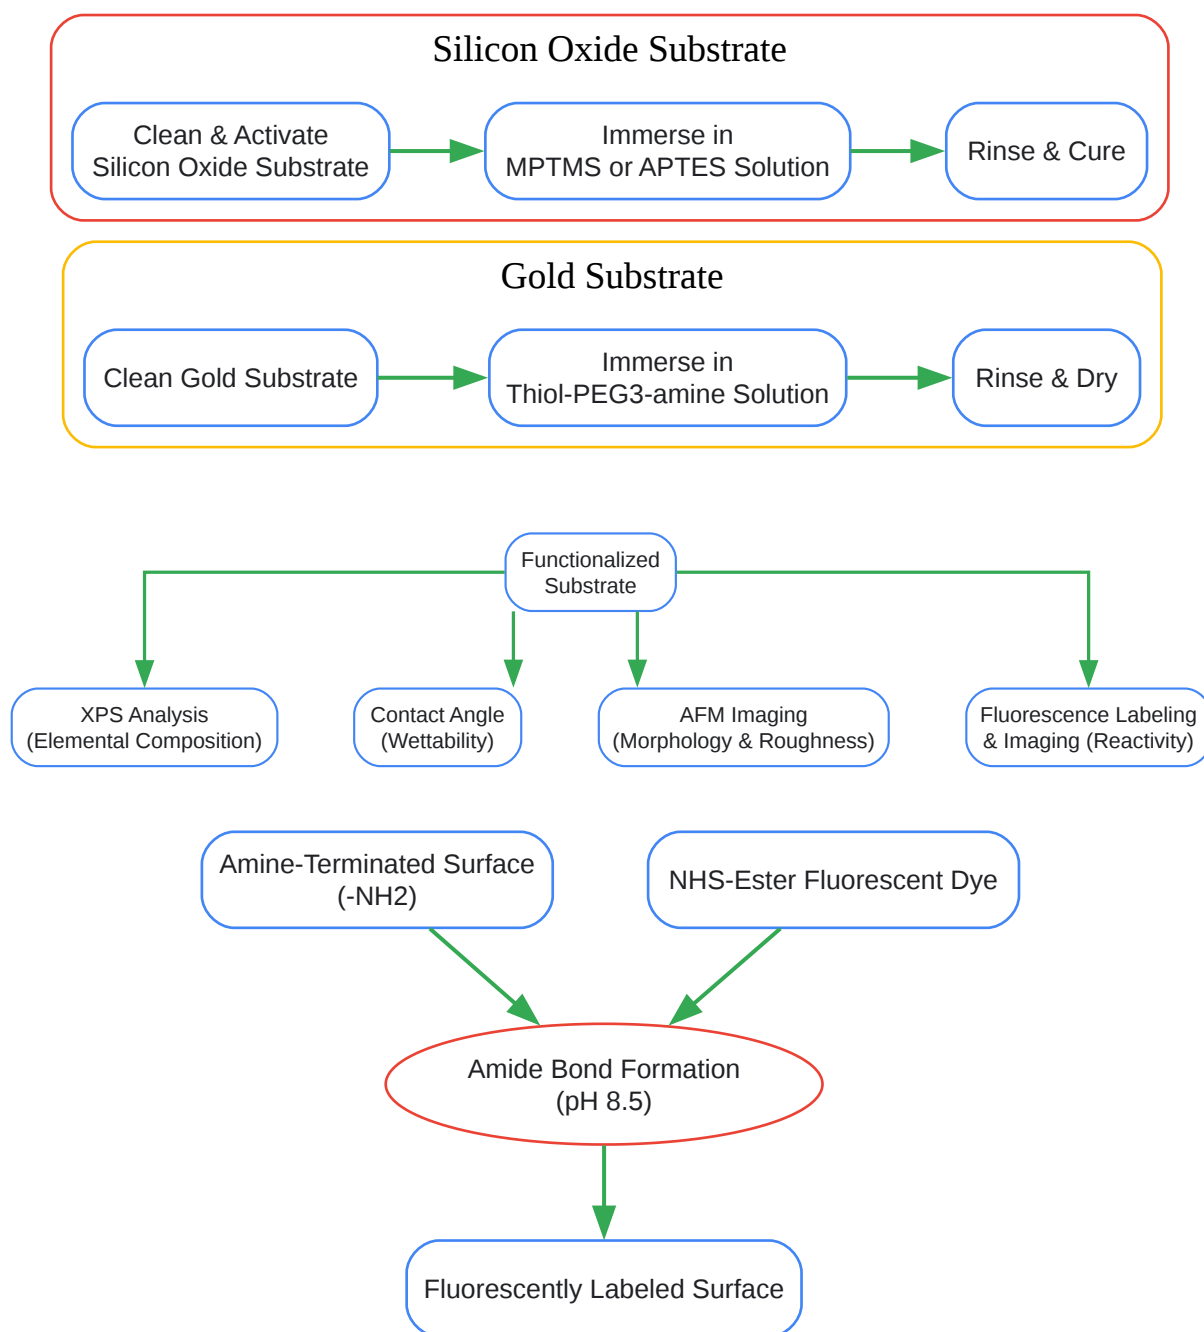 Silicon Oxide Substrate
Clean & Activate
Silicon Oxide Substrate
Immerse in
MPTMS or APTES Solution
Rinse & Cure
Gold Substrate
Clean Gold Substrate
Immerse in
Thiol-PEG3-amine Solution
Rinse & Dry
Functionalized
Substrate
XPS Analysis
(Elemental Composition)
Contact Angle
(Wettability)
AFM Imaging
(Morphology & Roughness)
Fluorescence Labeling
& Imaging (Reactivity)
Amine-Terminated Surface
(-NH2)
NHS-Ester Fluorescent Dye
Amide Bond Formation
(pH 8.5)
Fluorescently Labeled Surface